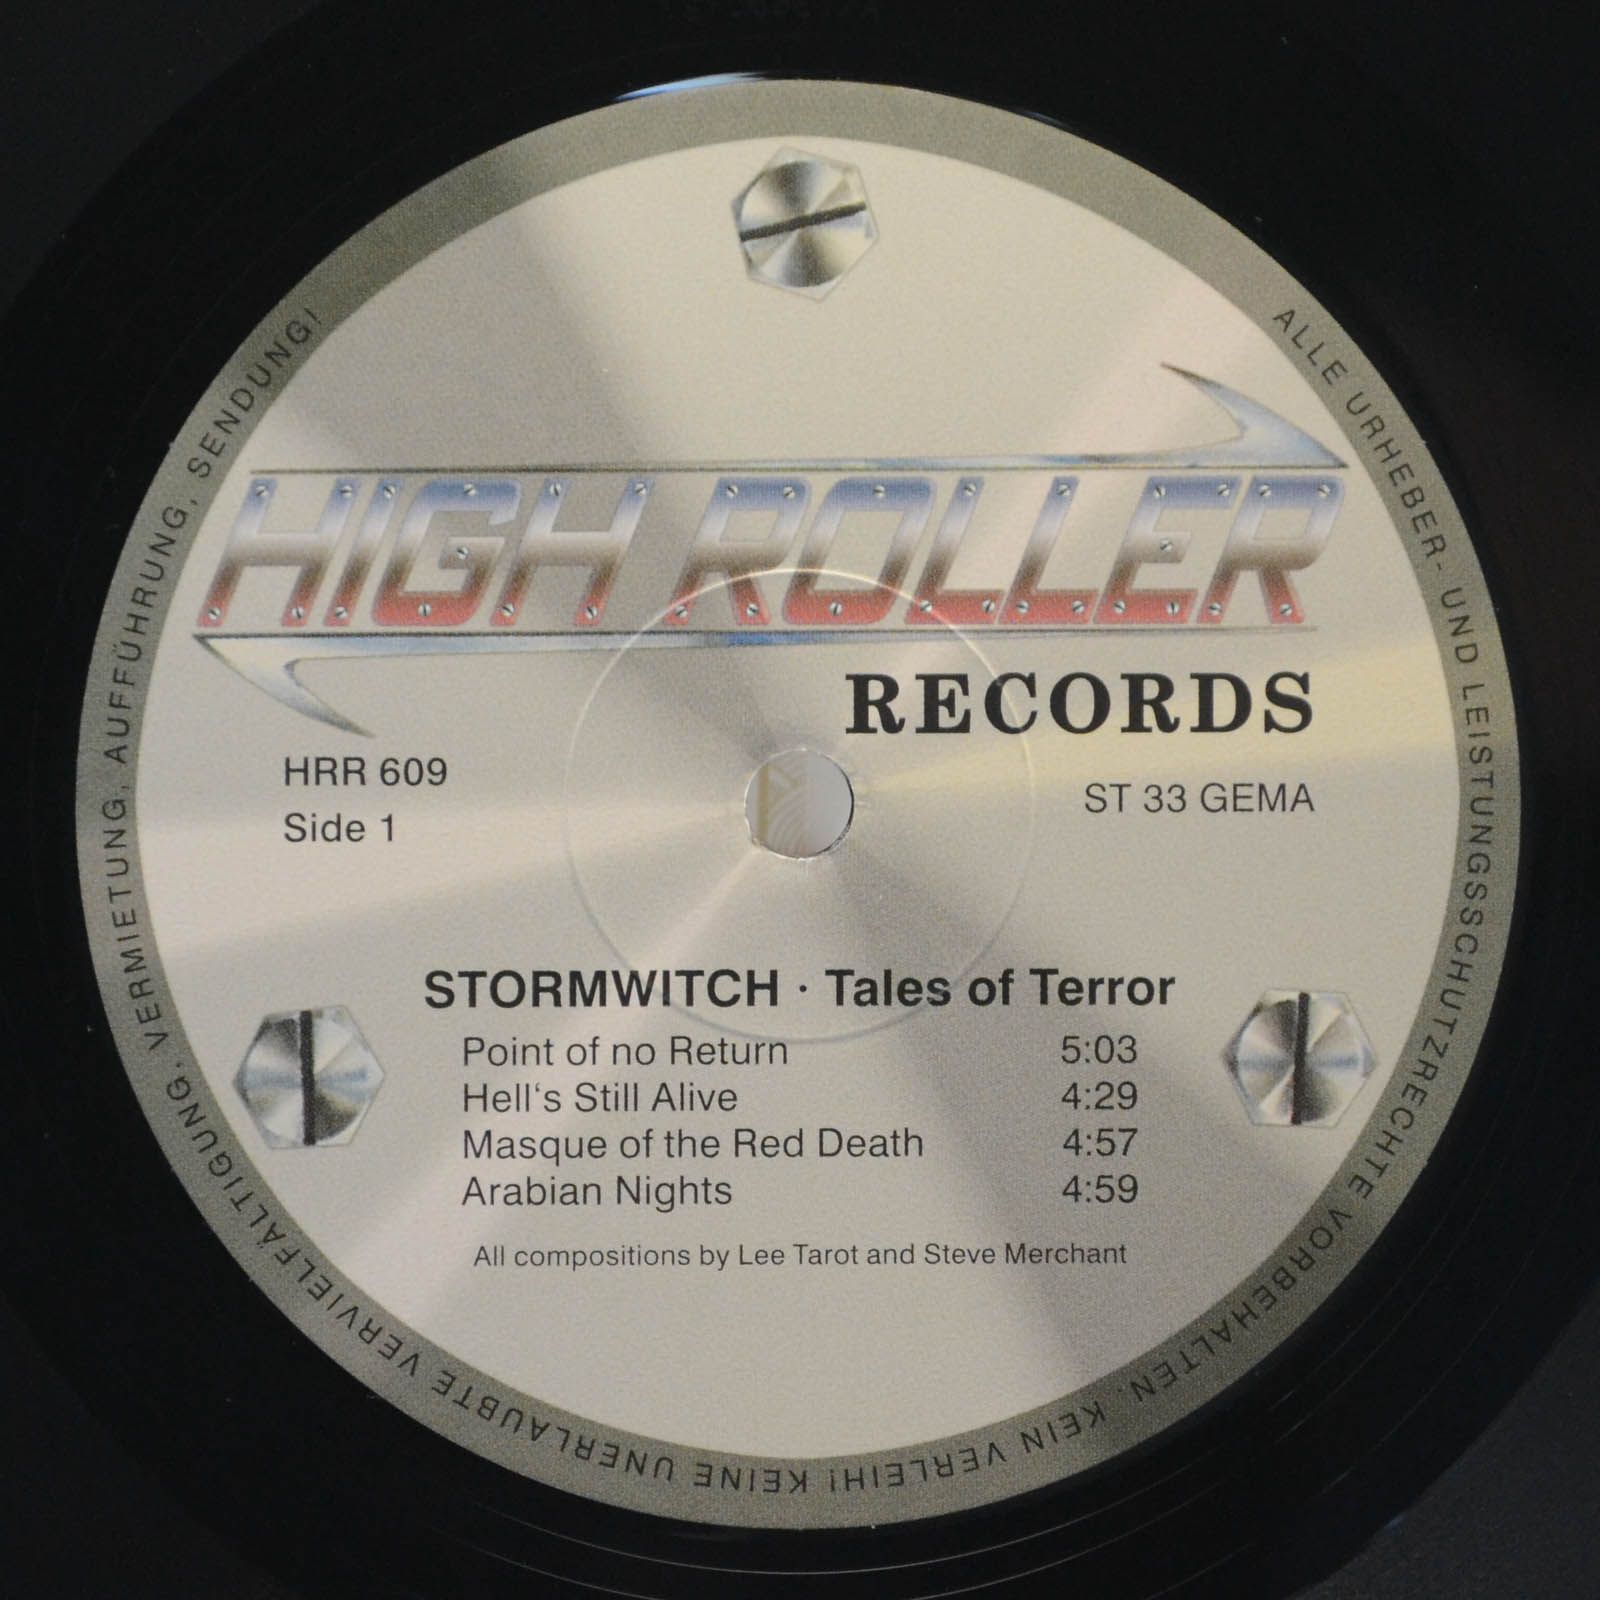 HIGH ROLLER
RECORDS
HRR 609
Side 1
ST 33 GEMA
STORMWITCH · Tales of Terror
Point of no Return 5:03
Hell‘s Still Alive 4:29
Masque of the Red Death 4:57
Arabian Nights 4:59
All compositions by Lee Tarot and Steve Merchant
ALLE URHEBER- UND LEISTUNGSSCHUTZRECHTE VORBEHALTEN. KEIN VERLEIH! KEINE UNERLAUBTE VERVIELFÄLTIGUNG, VERMIETUNG, AUFFÜHRUNG, SENDUNG!